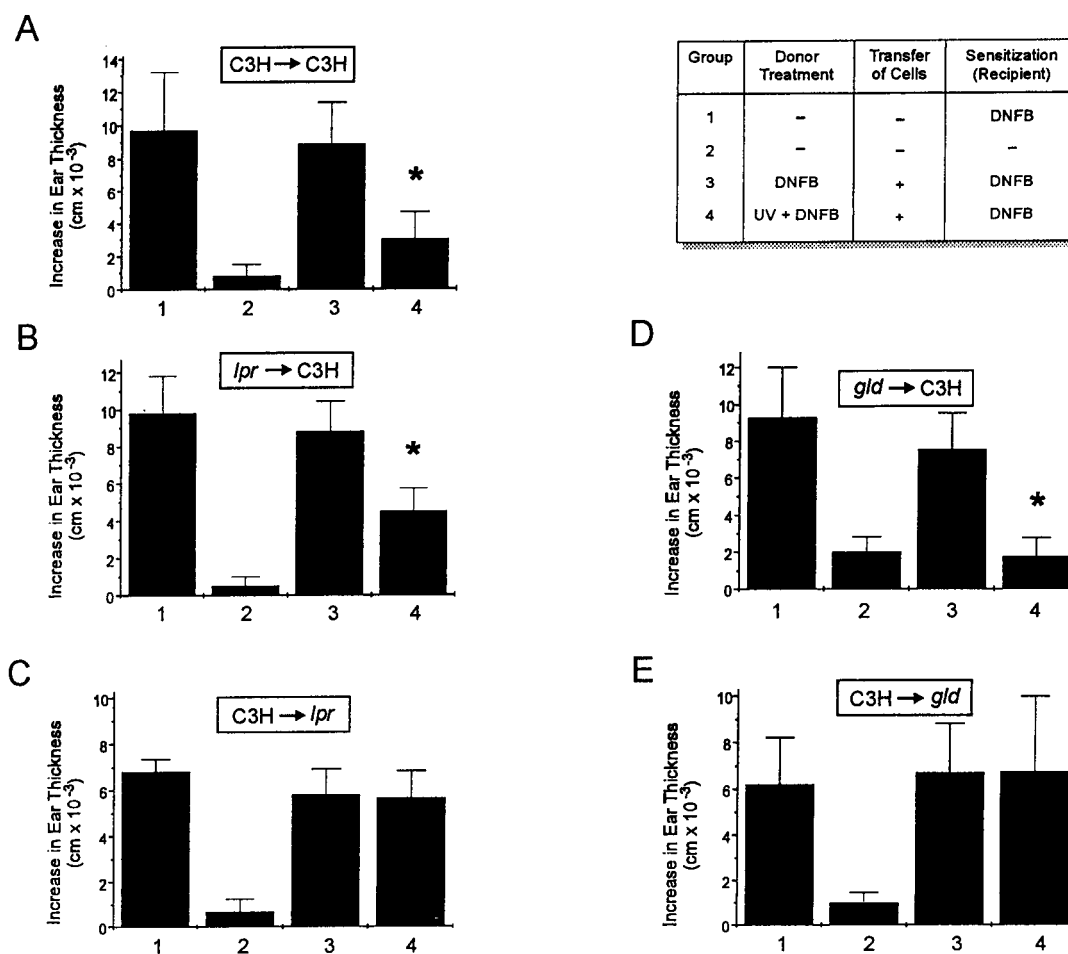 A
C3H → C3H
Increase in Ear Thickness
(cm x 10⁻³)
14
12
10
8
6
4
2
0
*
1 2 3 4
Group Donor Treatment Transfer of Cells Sensitization (Recipient)
1 – – DNFB
2 – – –
3 DNFB + DNFB
4 UV + DNFB + DNFB
B
lpr → C3H
Increase in Ear Thickness
(cm x 10⁻³)
12
10
8
6
4
2
0
*
1 2 3 4
D
gld → C3H
Increase in Ear Thickness
(cm x 10⁻³)
12
10
8
6
4
2
0
*
1 2 3 4
C
C3H → lpr
Increase in Ear Thickness
(cm x 10⁻³)
10
8
6
4
2
0
1 2 3 4
E
C3H → gld
Increase in Ear Thickness
(cm x 10⁻³)
10
8
6
4
2
0
1 2 3 4